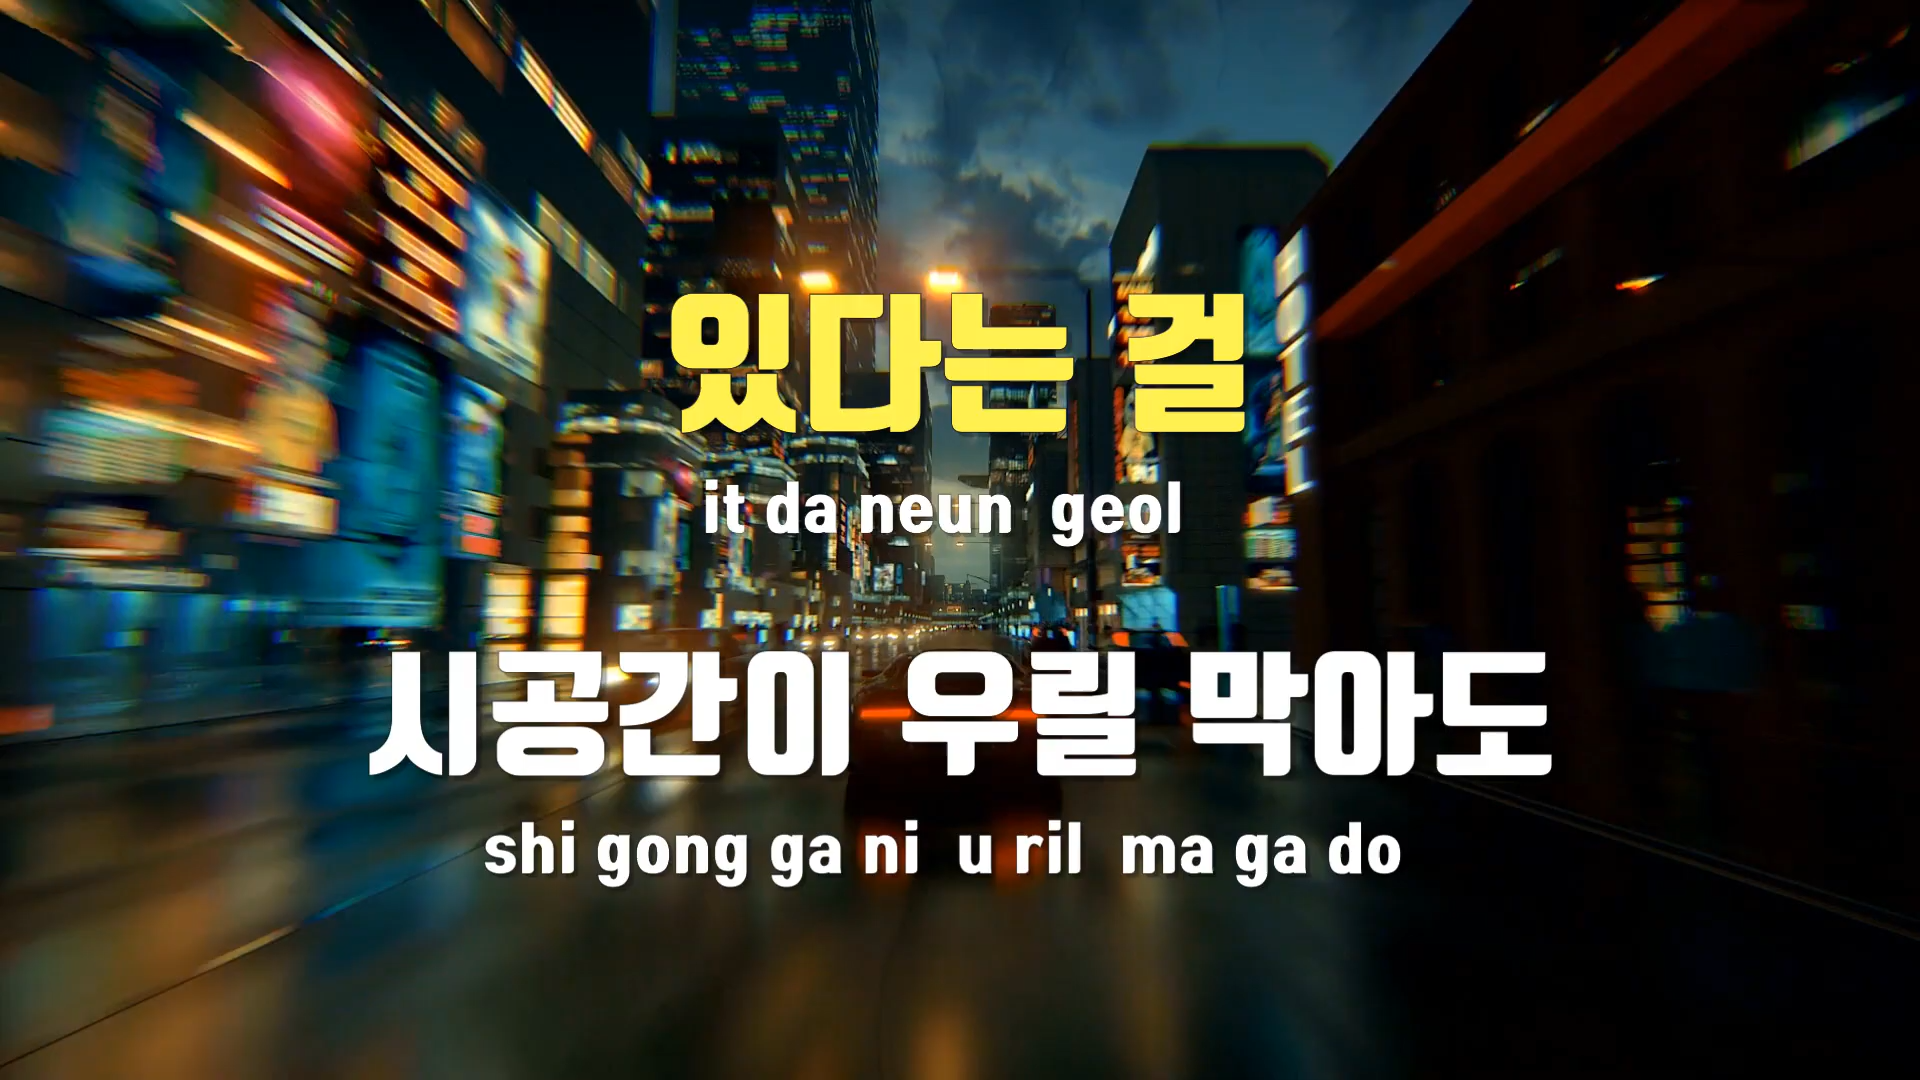 있다는 걸
it da neun geol
시공간이 우릴 막아도
shi gong ga ni u ril ma ga do